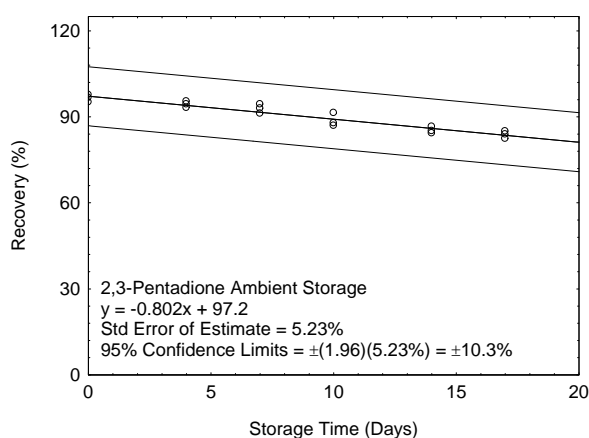 120
90
60
30
0
Recovery (%)
2,3-Pentadione Ambient Storage
y = -0.802x + 97.2
Std Error of Estimate = 5.23%
95% Confidence Limits = ±(1.96)(5.23%) = ±10.3%
0 5 10 15 20
Storage Time (Days)